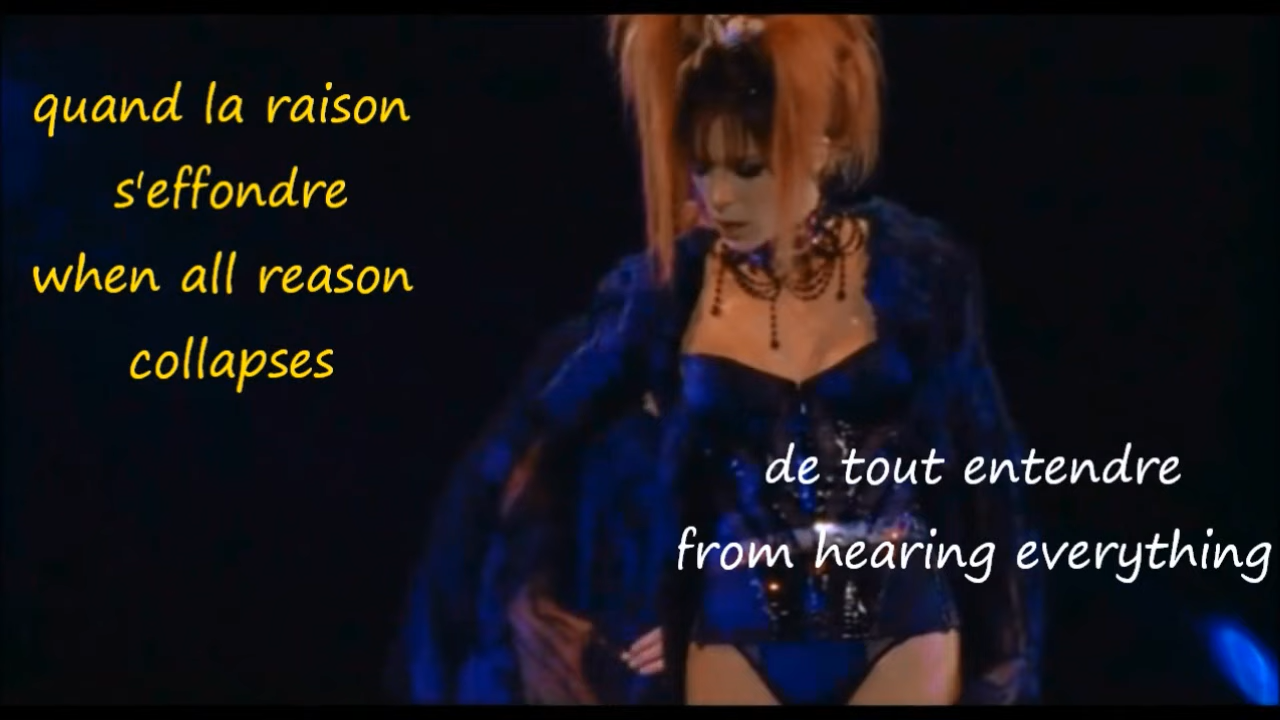 quand la raison
s'effondre
when all reason
collapses
de tout entendre
from hearing everything